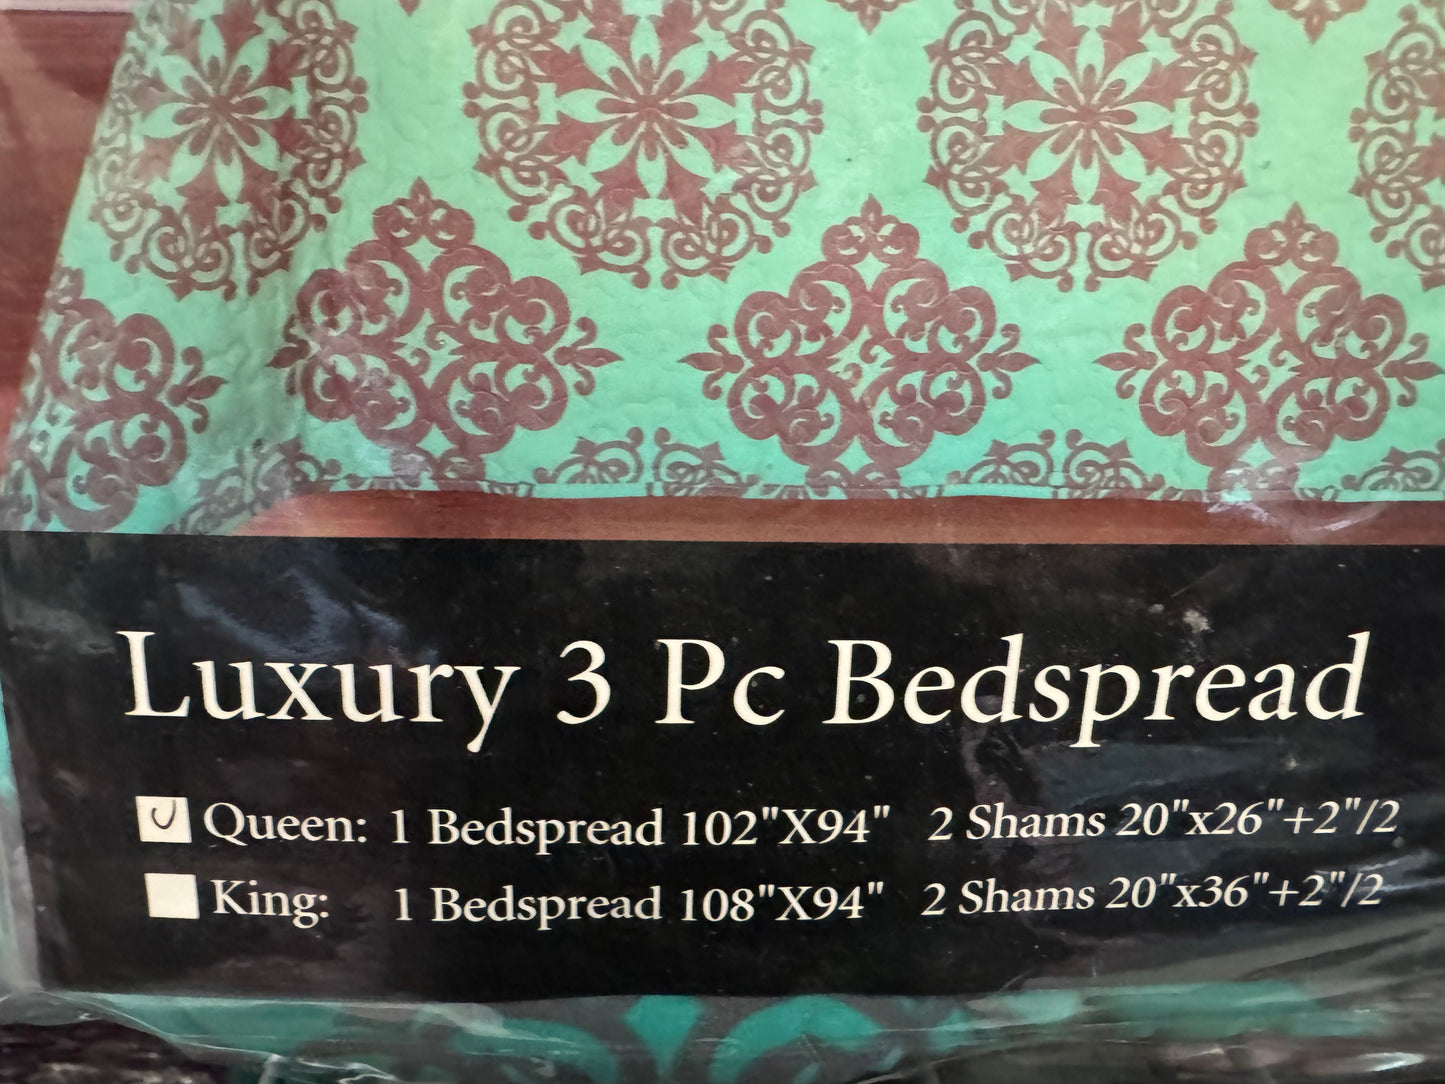 Luxury 3 Pc Bedspread
Queen: 1 Bedspread 102"X94" 2 Shams 20"x26"+2"/2
King: 1 Bedspread 108"X94" 2 Shams 20"x36"+2"/2